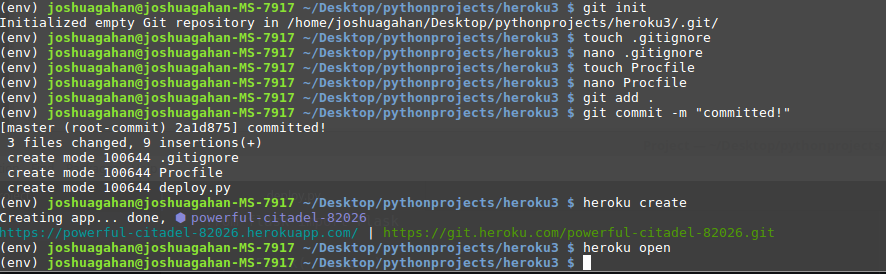 (env) joshuagahan@joshuagahan-MS-7917 ~/Desktop/pythonprojects/heroku3 $ git init
Initialized empty Git repository in /home/joshuagahan/Desktop/pythonprojects/heroku3/.git/
(env) joshuagahan@joshuagahan-MS-7917 ~/Desktop/pythonprojects/heroku3 $ touch .gitignore
(env) joshuagahan@joshuagahan-MS-7917 ~/Desktop/pythonprojects/heroku3 $ nano .gitignore
(env) joshuagahan@joshuagahan-MS-7917 ~/Desktop/pythonprojects/heroku3 $ touch Procfile
(env) joshuagahan@joshuagahan-MS-7917 ~/Desktop/pythonprojects/heroku3 $ nano Procfile
(env) joshuagahan@joshuagahan-MS-7917 ~/Desktop/pythonprojects/heroku3 $ git add .
(env) joshuagahan@joshuagahan-MS-7917 ~/Desktop/pythonprojects/heroku3 $ git commit -m "committed!"
[master (root-commit) 2a1d875] committed!
 3 files changed, 9 insertions(+)
 create mode 100644 .gitignore
 create mode 100644 Procfile
 create mode 100644 deploy.py
(env) joshuagahan@joshuagahan-MS-7917 ~/Desktop/pythonprojects/heroku3 $ heroku create
Creating app... done, ⬢ powerful-citadel-82026
https://powerful-citadel-82026.herokuapp.com/ | https://git.heroku.com/powerful-citadel-82026.git
(env) joshuagahan@joshuagahan-MS-7917 ~/Desktop/pythonprojects/heroku3 $ heroku open
(env) joshuagahan@joshuagahan-MS-7917 ~/Desktop/pythonprojects/heroku3 $